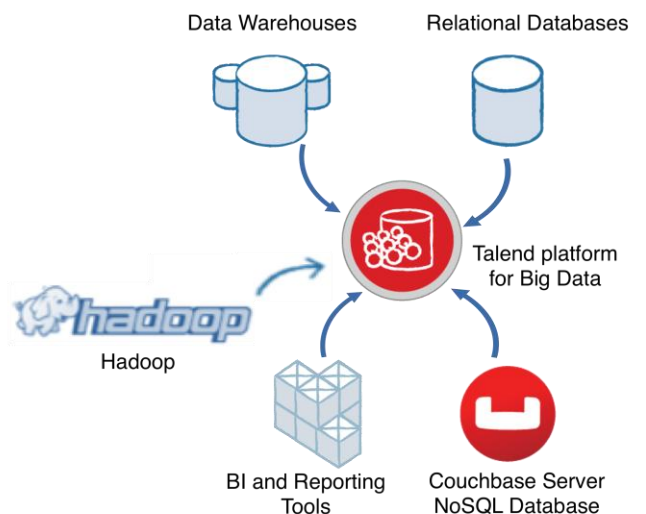 Data Warehouses
Relational Databases
Talend platform
for Big Data
hadoop
Hadoop
BI and Reporting
Tools
Couchbase Server
NoSQL Database